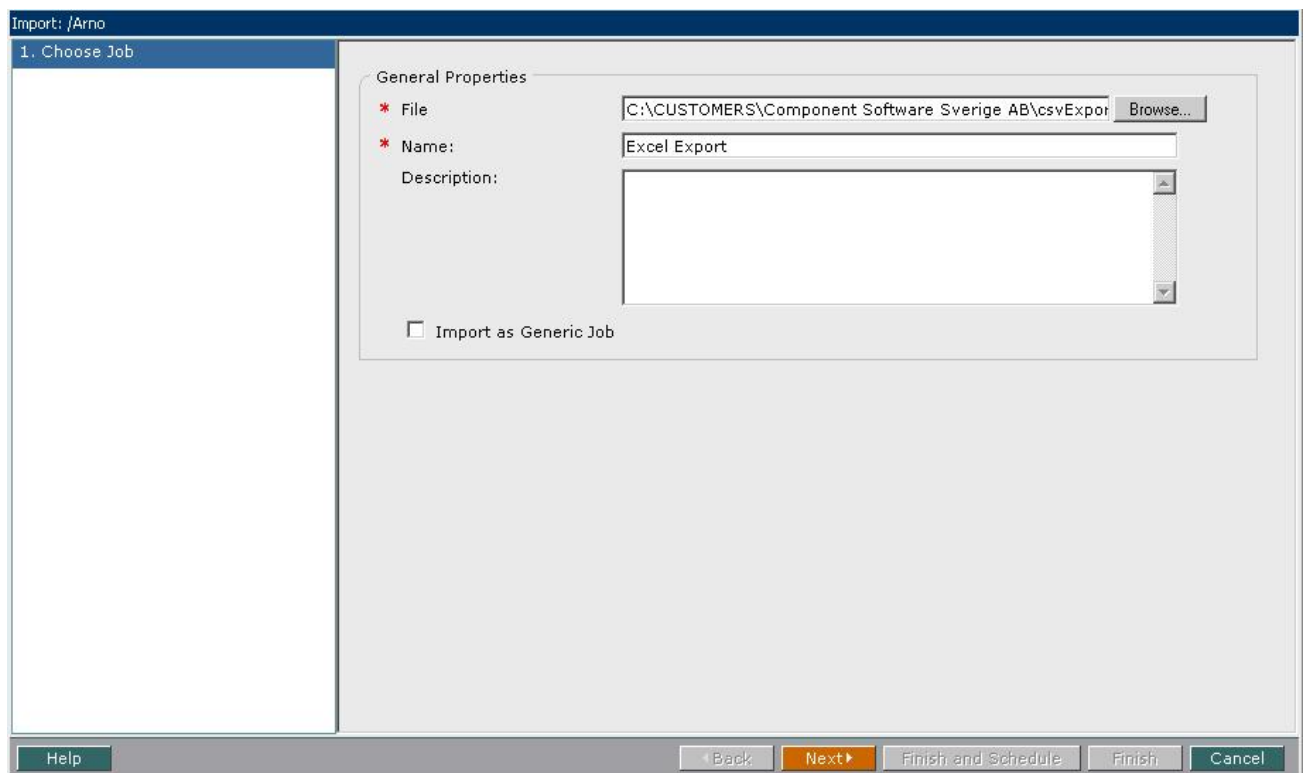 Import: /Arno
1. Choose Job
General Properties
* File C:\CUSTOMERS\Component Software Sverige AB\csvExpor Browse...
* Name: Excel Export
Description:
Import as Generic Job
Help Back Next Finish and Schedule Finish Cancel